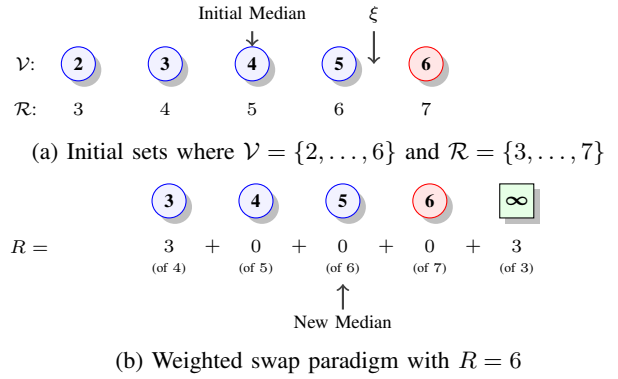 Initial Median ξ
𝒱: 2 3 4 5 6
ℛ: 3 4 5 6 7
(a) Initial sets where 𝒱 = {2, . . . , 6} and ℛ = {3, . . . , 7}
3 4 5 6 ∞
R = 3 + 0 + 0 + 0 + 3
(of 4) (of 5) (of 6) (of 7) (of 3)
New Median
(b) Weighted swap paradigm with R = 6